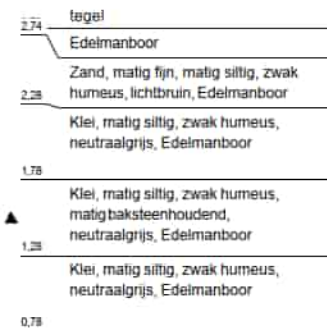 tegel
2,74
Edelmanboor
Zand, matig fijn, matig siltig, zwak
humeus, lichtbruin, Edelmanboor
2,28
Klei, matig siltig, zwak humeus,
neutraalgrijs, Edelmanboor
1,78
Klei, matig siltig, zwak humeus,
matig baksteenhoudend,
neutraalgrijs, Edelmanboor
1,28
Klei, matig siltig, zwak humeus,
neutraalgrijs, Edelmanboor
0,78